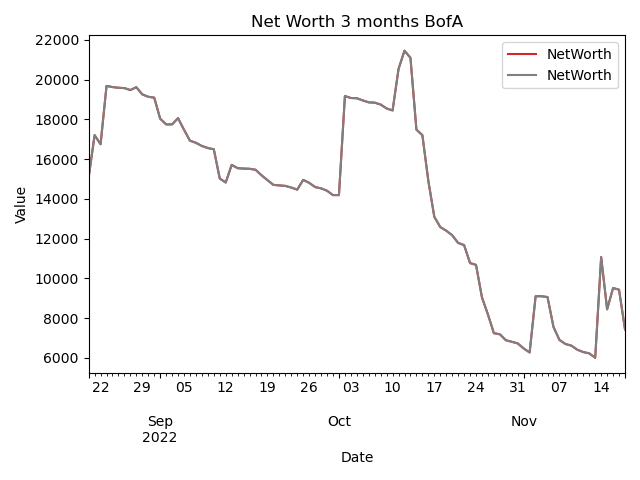 Net Worth 3 months BofA
NetWorth
NetWorth
22000
20000
18000
16000
14000
12000
10000
8000
6000
Value
22 29 05 12 19 26 03 10 17 24 31 07 14
Sep Oct Nov
2022
Date